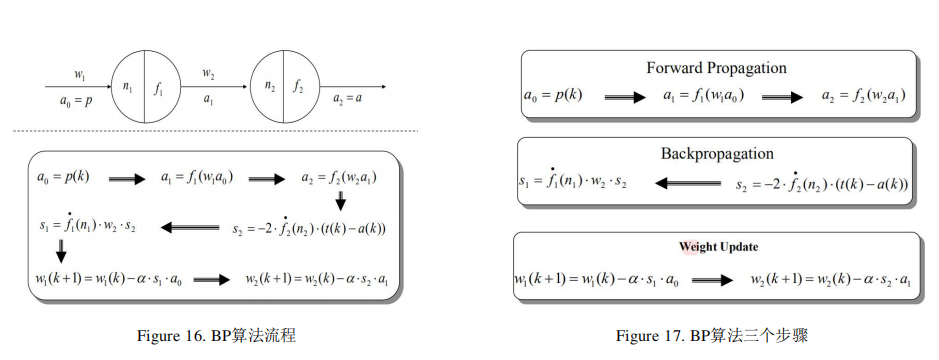 w₁
a₀ = p
n₁
f₁
w₂
a₁
n₂
f₂
a₂ = a
a₀ = p(k) ⟹ a₁ = f₁(w₁a₀) ⟹ a₂ = f₂(w₂a₁)
s₁ = ḟ₁(n₁)·w₂·s₂ ⟸ s₂ = −2·ḟ₂(n₂)·(t(k)−a(k))
w₁(k+1) = w₁(k)−α·s₁·a₀ ⟹ w₂(k+1) = w₂(k)−α·s₂·a₁
Figure 16. BP算法流程
Forward Propagation
a₀ = p(k) ⟹ a₁ = f₁(w₁a₀) ⟹ a₂ = f₂(w₂a₁)
Backpropagation
s₁ = ḟ₁(n₁)·w₂·s₂ ⟸ s₂ = −2·ḟ₂(n₂)·(t(k)−a(k))
Weight Update
w₁(k+1) = w₁(k)−α·s₁·a₀ ⟹ w₂(k+1) = w₂(k)−α·s₂·a₁
Figure 17. BP算法三个步骤